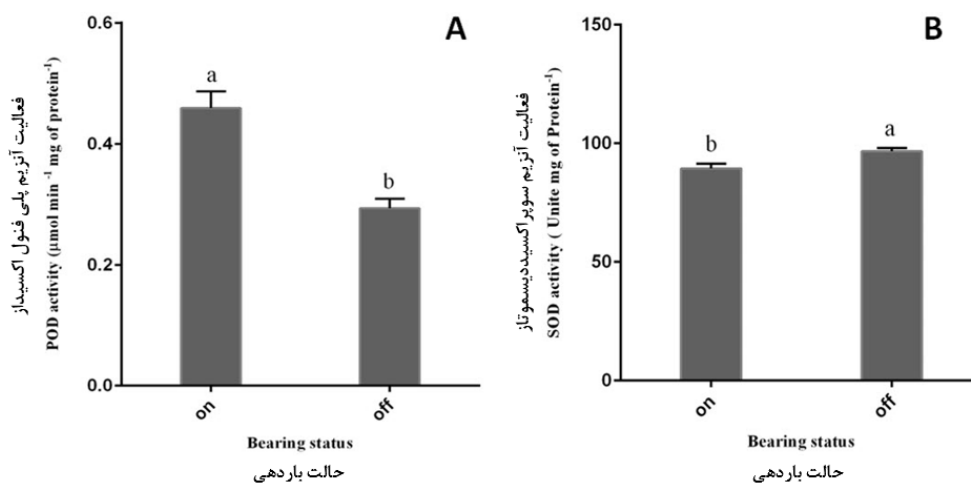 A
فعالیت آنزیم پلی فنول اکسیداز
POD activity (µmol min ⁻¹ mg of protein⁻¹)
0.6
0.4
0.2
0.0
a
b
on
off
Bearing status
حالت باردهی
B
فعالیت آنزیم سوپراکسیددیسموتاز
SOD activity ( Unite mg of Protein⁻¹)
150
100
50
0
b
a
on
off
Bearing status
حالت باردهی